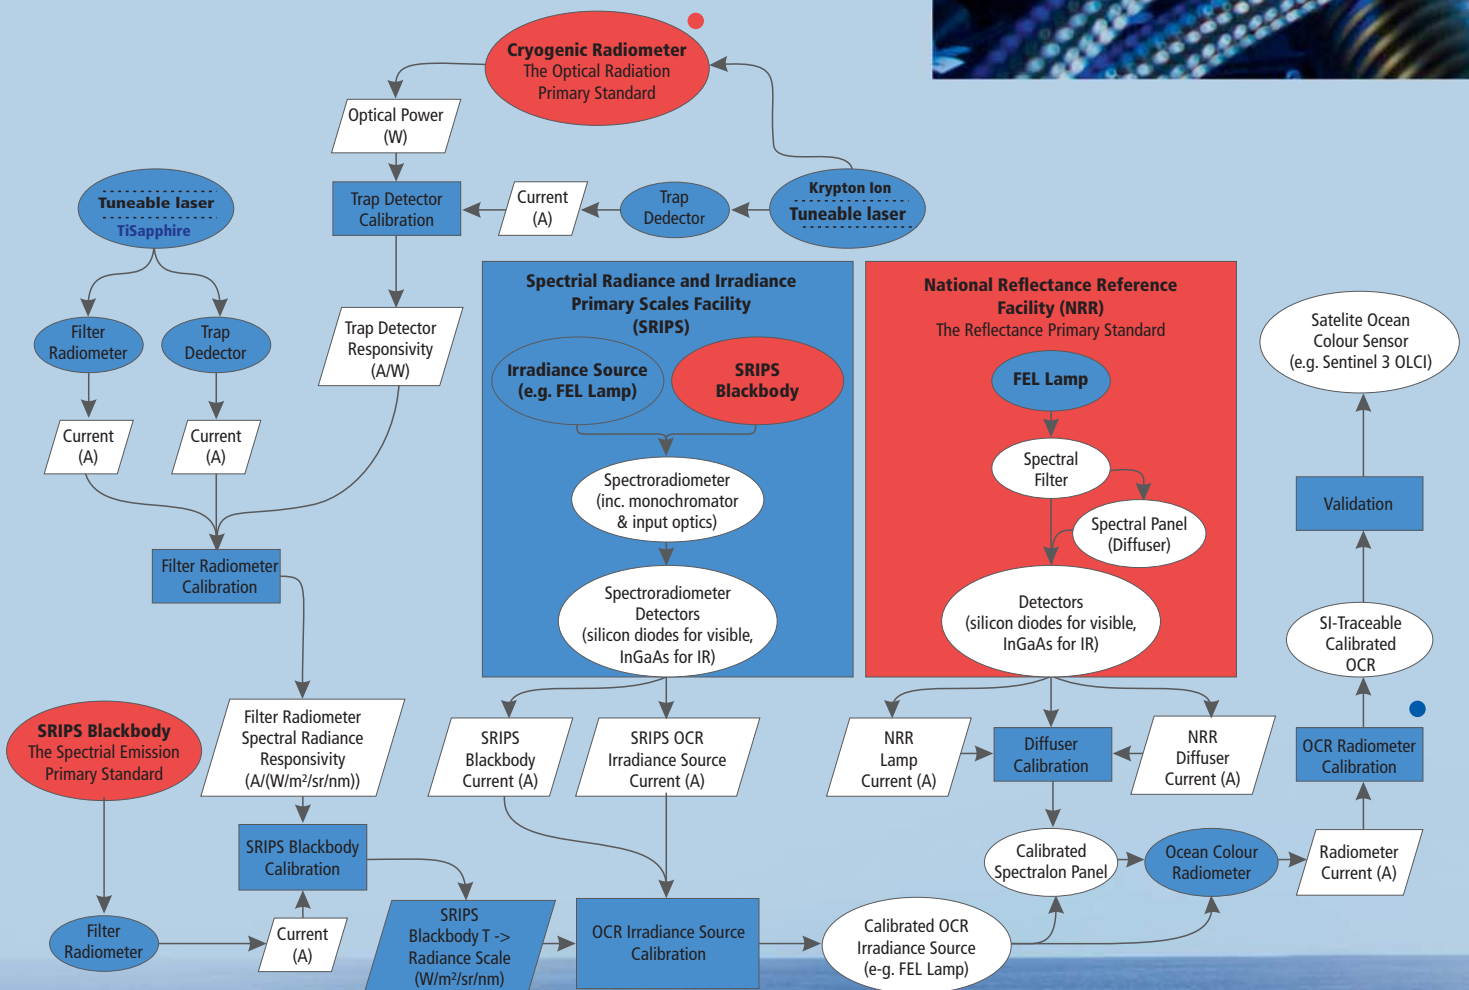 Cryogenic Radiometer
The Optical Radiation
Primary Standard
Optical Power
(W)
Trap Detector
Calibration
Current
(A)
Trap
Dedector
Krypton Ion
Tuneable laser
Tuneable laser
TiSapphire
Filter
Radiometer
Trap
Dedector
Trap Detector
Responsivity
(A/W)
Current
(A)
Current
(A)
Filter Radiometer
Calibration
Spectrial Radiance and Irradiance
Primary Scales Facility
(SRIPS)
Irradiance Source
(e.g. FEL Lamp)
SRIPS
Blackbody
Spectroradiometer
(inc. monochromator
& input optics)
Spectroradiometer
Detectors
(silicon diodes for visible,
InGaAs for IR)
National Reflectance Reference
Facility (NRR)
The Reflectance Primary Standard
FEL Lamp
Spectral
Filter
Spectral Panel
(Diffuser)
Detectors
(silicon diodes for visible,
InGaAs for IR)
Satelite Ocean
Colour Sensor
(e.g. Sentinel 3 OLCI)
Validation
SI-Traceable
Calibrated
OCR
OCR Radiometer
Calibration
SRIPS Blackbody
The Spectrial Emission
Primary Standard
Filter Radiometer
Spectral Radiance
Responsivity
(A/(W/m²/sr/nm))
SRIPS
Blackbody
Current (A)
SRIPS OCR
Irradiance Source
Current (A)
NRR
Lamp
Current (A)
Diffuser
Calibration
NRR
Diffuser
Current (A)
SRIPS Blackbody
Calibration
Calibrated
Spectralon Panel
Ocean Colour
Radiometer
Radiometer
Current (A)
Filter
Radiometer
Current
(A)
SRIPS
Blackbody T ->
Radiance Scale
(W/m²/sr/nm)
OCR Irradiance Source
Calibration
Calibrated OCR
Irradiance Source
(e-g. FEL Lamp)